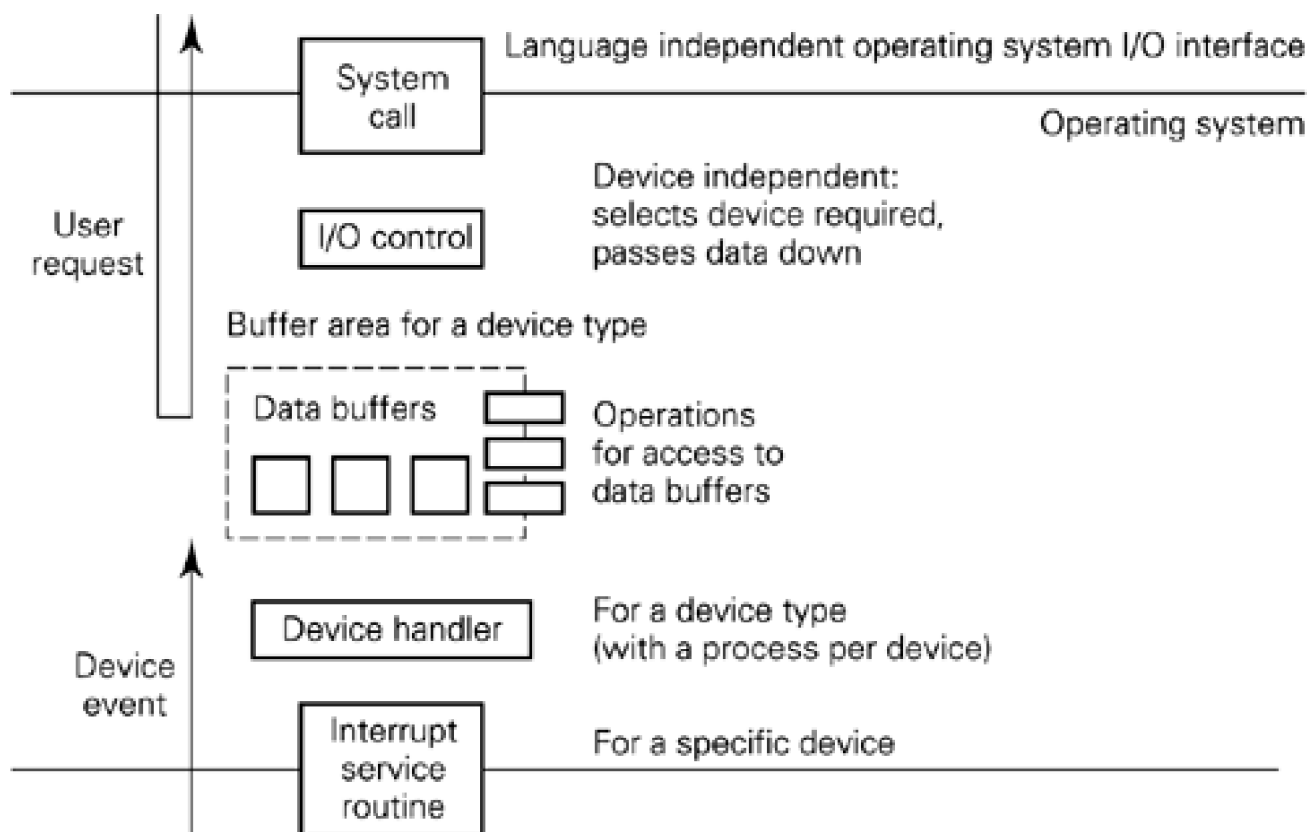 Language independent operating system I/O interface
System
call
Operating system
Device independent:
selects device required,
passes data down
User
request
I/O control
Buffer area for a device type
Data buffers
Operations
for access to
data buffers
Device handler
For a device type
(with a process per device)
Device
event
Interrupt
service
routine
For a specific device